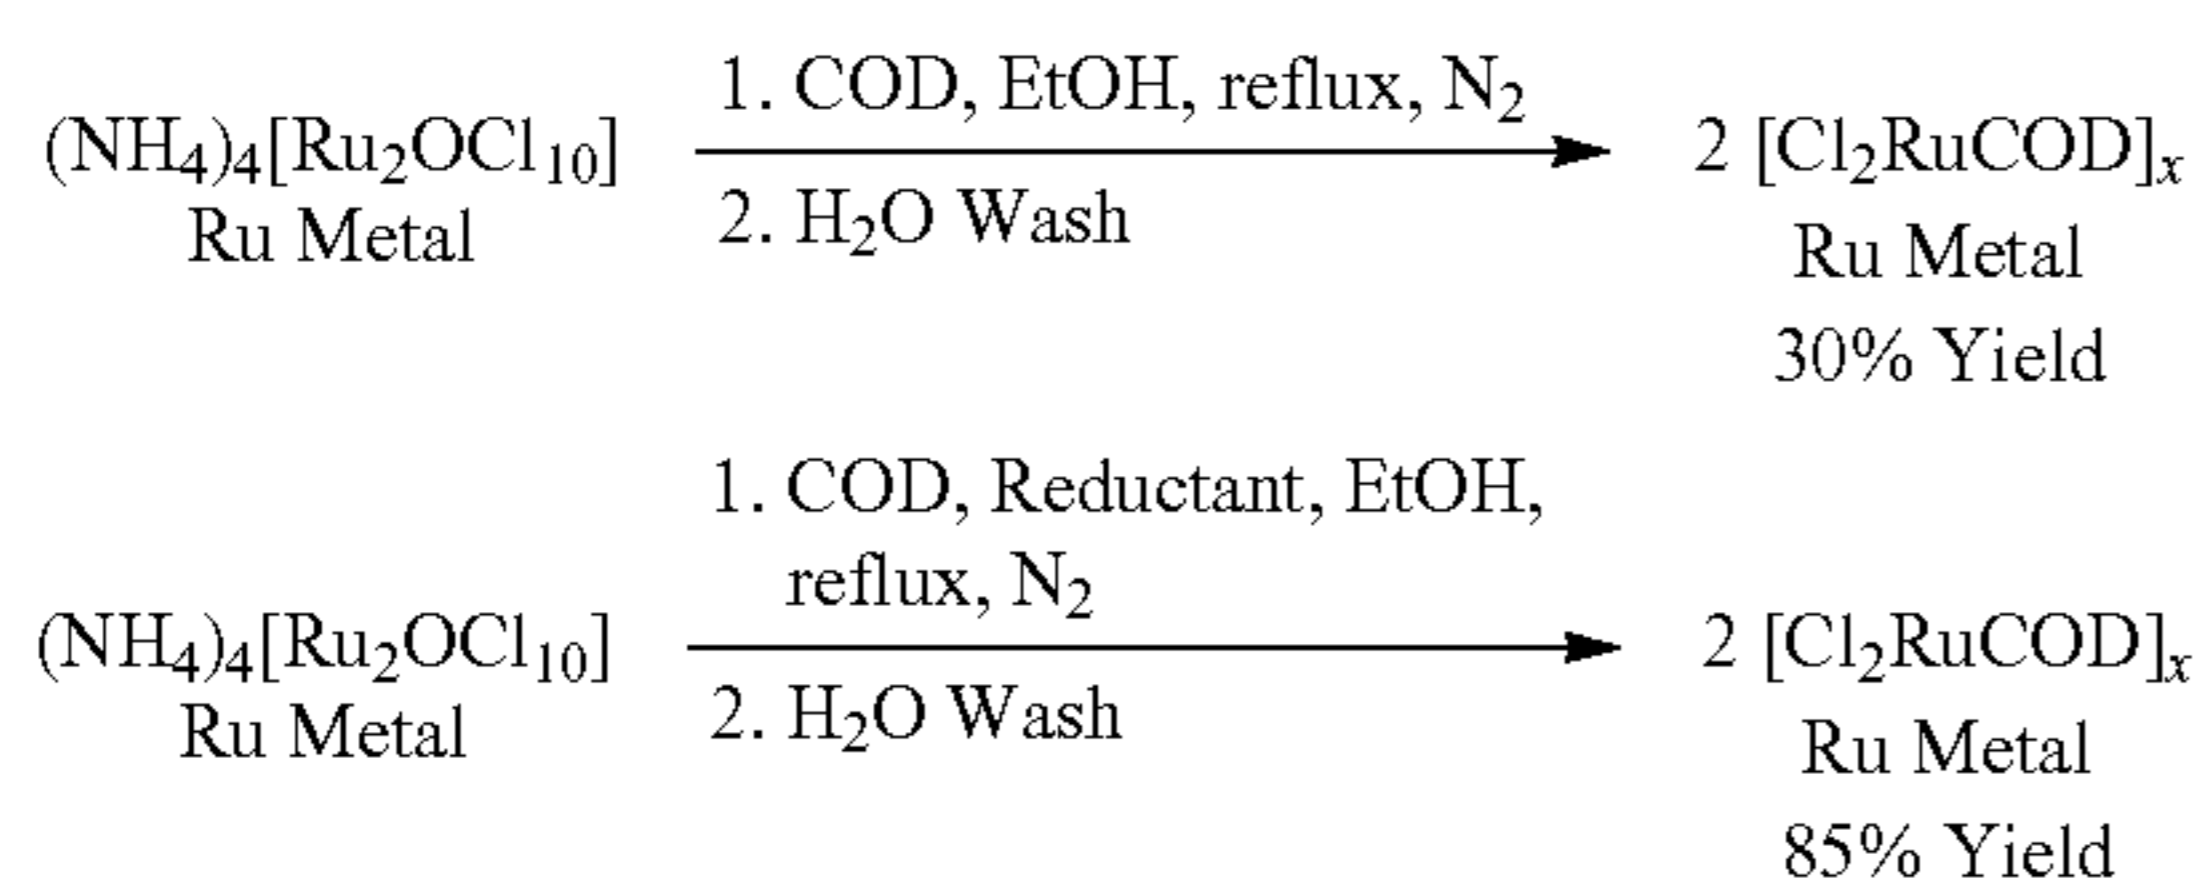 1. COD, EtOH, reflux, N₂
(NH₄)₄[Ru₂OCl₁₀]
2 [Cl₂RuCOD]ₓ
Ru Metal
2. H₂O Wash
Ru Metal
30% Yield
1. COD, Reductant, EtOH,
reflux, N₂
(NH₄)₄[Ru₂OCl₁₀]
2 [Cl₂RuCOD]ₓ
Ru Metal
2. H₂O Wash
Ru Metal
85% Yield